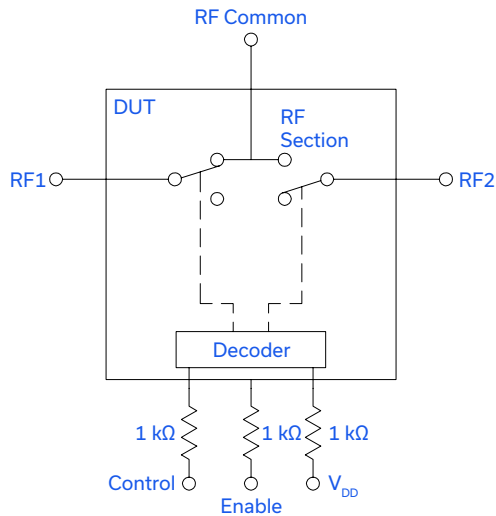 RF Common
DUT
RF
Section
RF1
RF2
Decoder
1 kΩ
1 kΩ
1 kΩ
Control
Enable
VDD